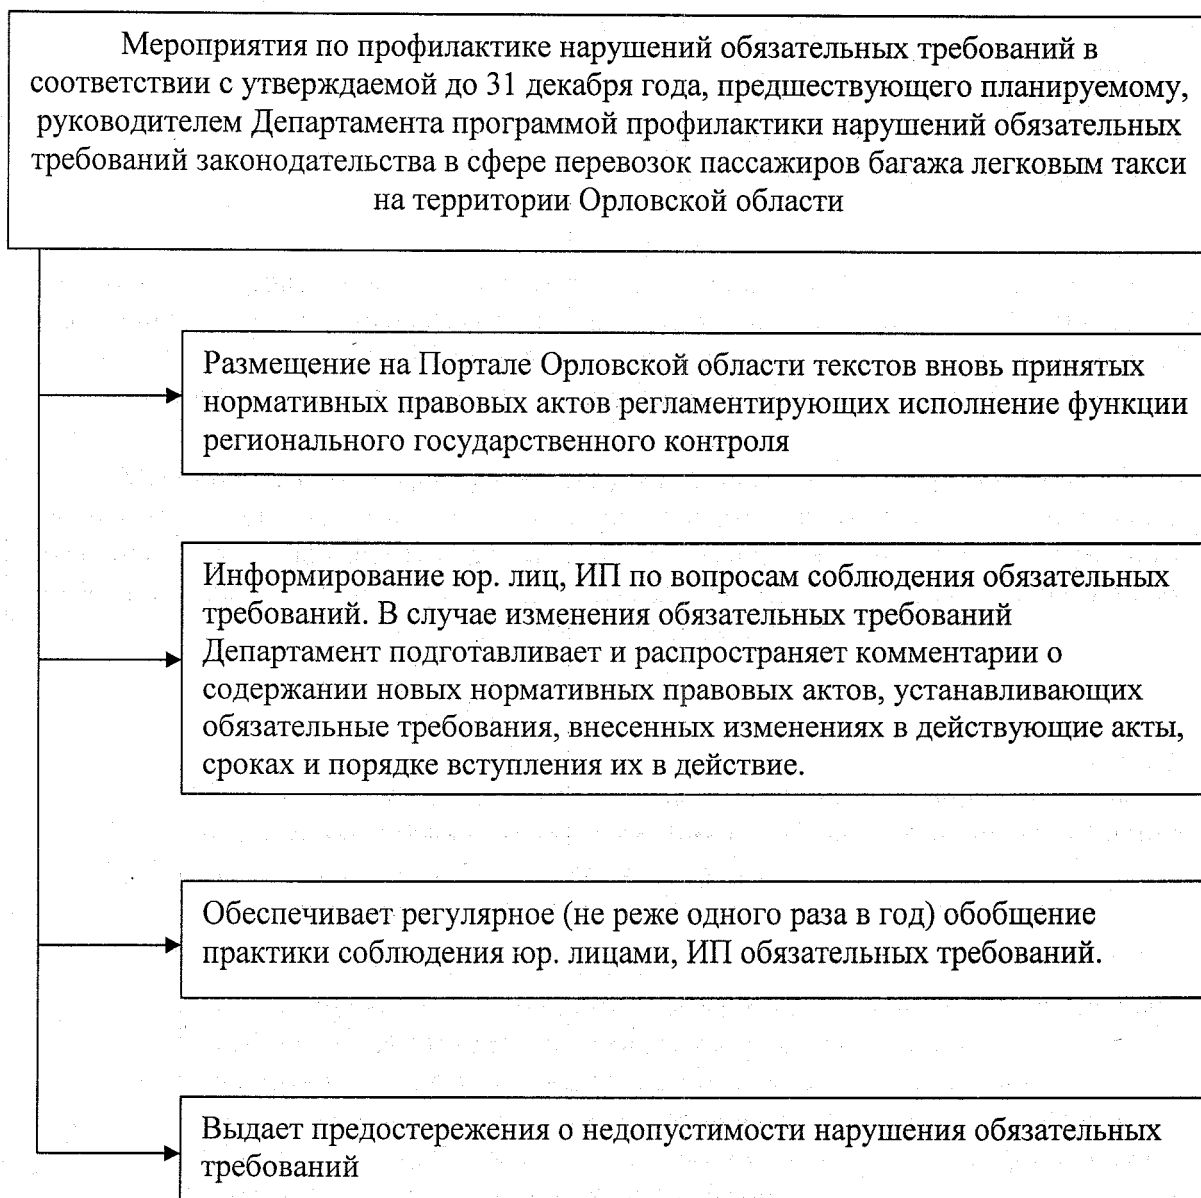 Мероприятия по профилактике нарушений обязательных требований в
соответствии с утверждаемой до 31 декабря года, предшествующего планируемому,
руководителем Департамента программой профилактики нарушений обязательных
требований законодательства в сфере перевозок пассажиров багажа легковым такси
на территории Орловской области
Размещение на Портале Орловской области текстов вновь принятых
нормативных правовых актов регламентирующих исполнение функции
регионального государственного контроля
Информирование юр. лиц, ИП по вопросам соблюдения обязательных
требований. В случае изменения обязательных требований
Департамент подготавливает и распространяет комментарии о
содержании новых нормативных правовых актов, устанавливающих
обязательные требования, внесенных изменениях в действующие акты,
сроках и порядке вступления их в действие.
Обеспечивает регулярное (не реже одного раза в год) обобщение
практики соблюдения юр. лицами, ИП обязательных требований.
Выдает предостережения о недопустимости нарушения обязательных
требований